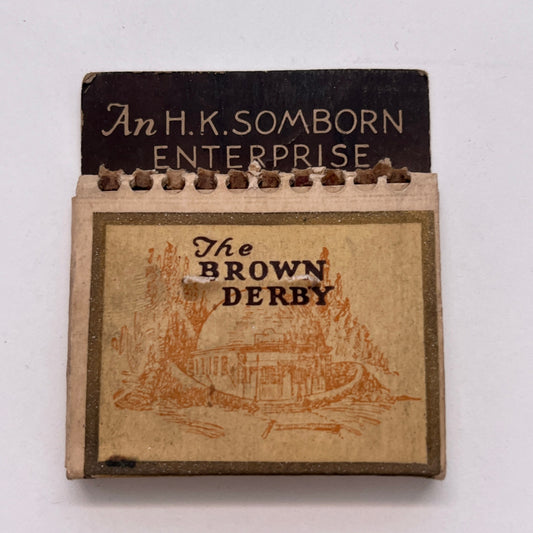 An H.K. SOMBORN
ENTERPRISE
The
BROWN
DERBY